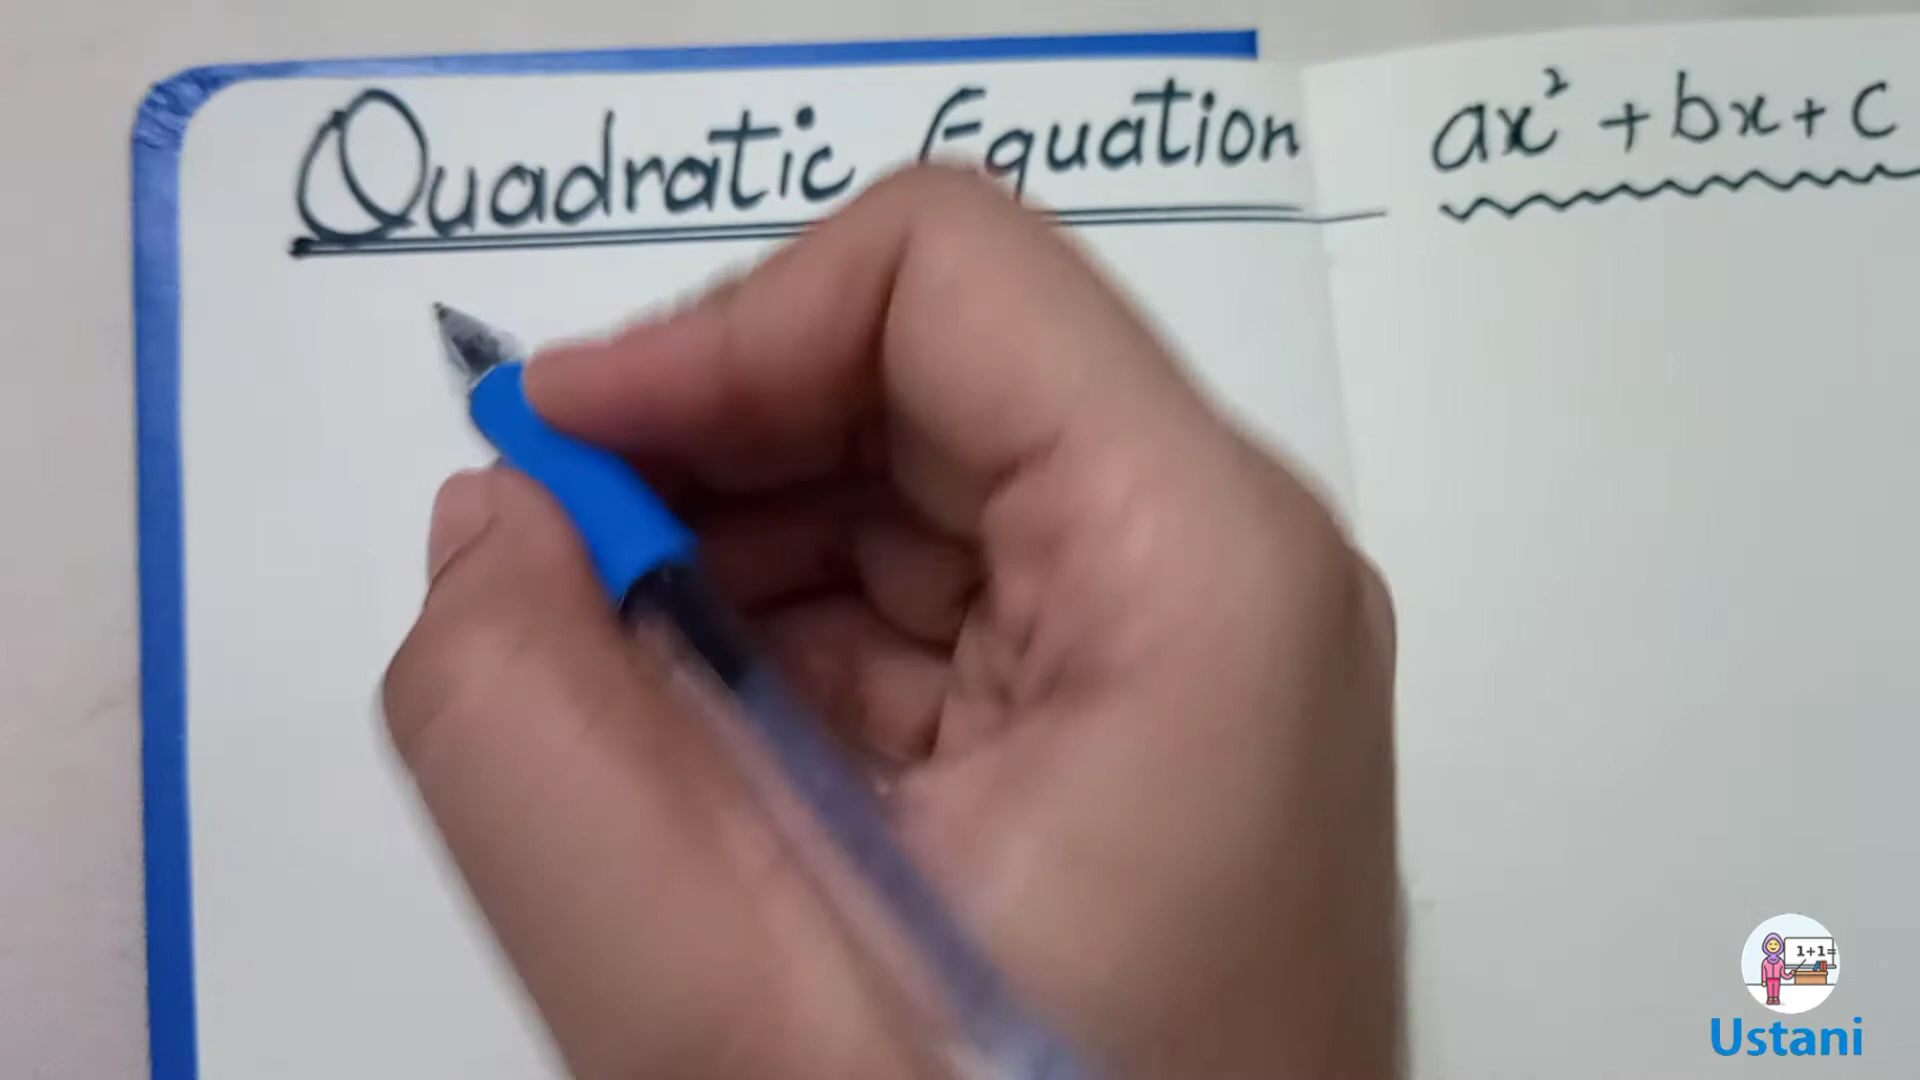 Quadratic Equation ax² + bx + c
1+1=
Ustani